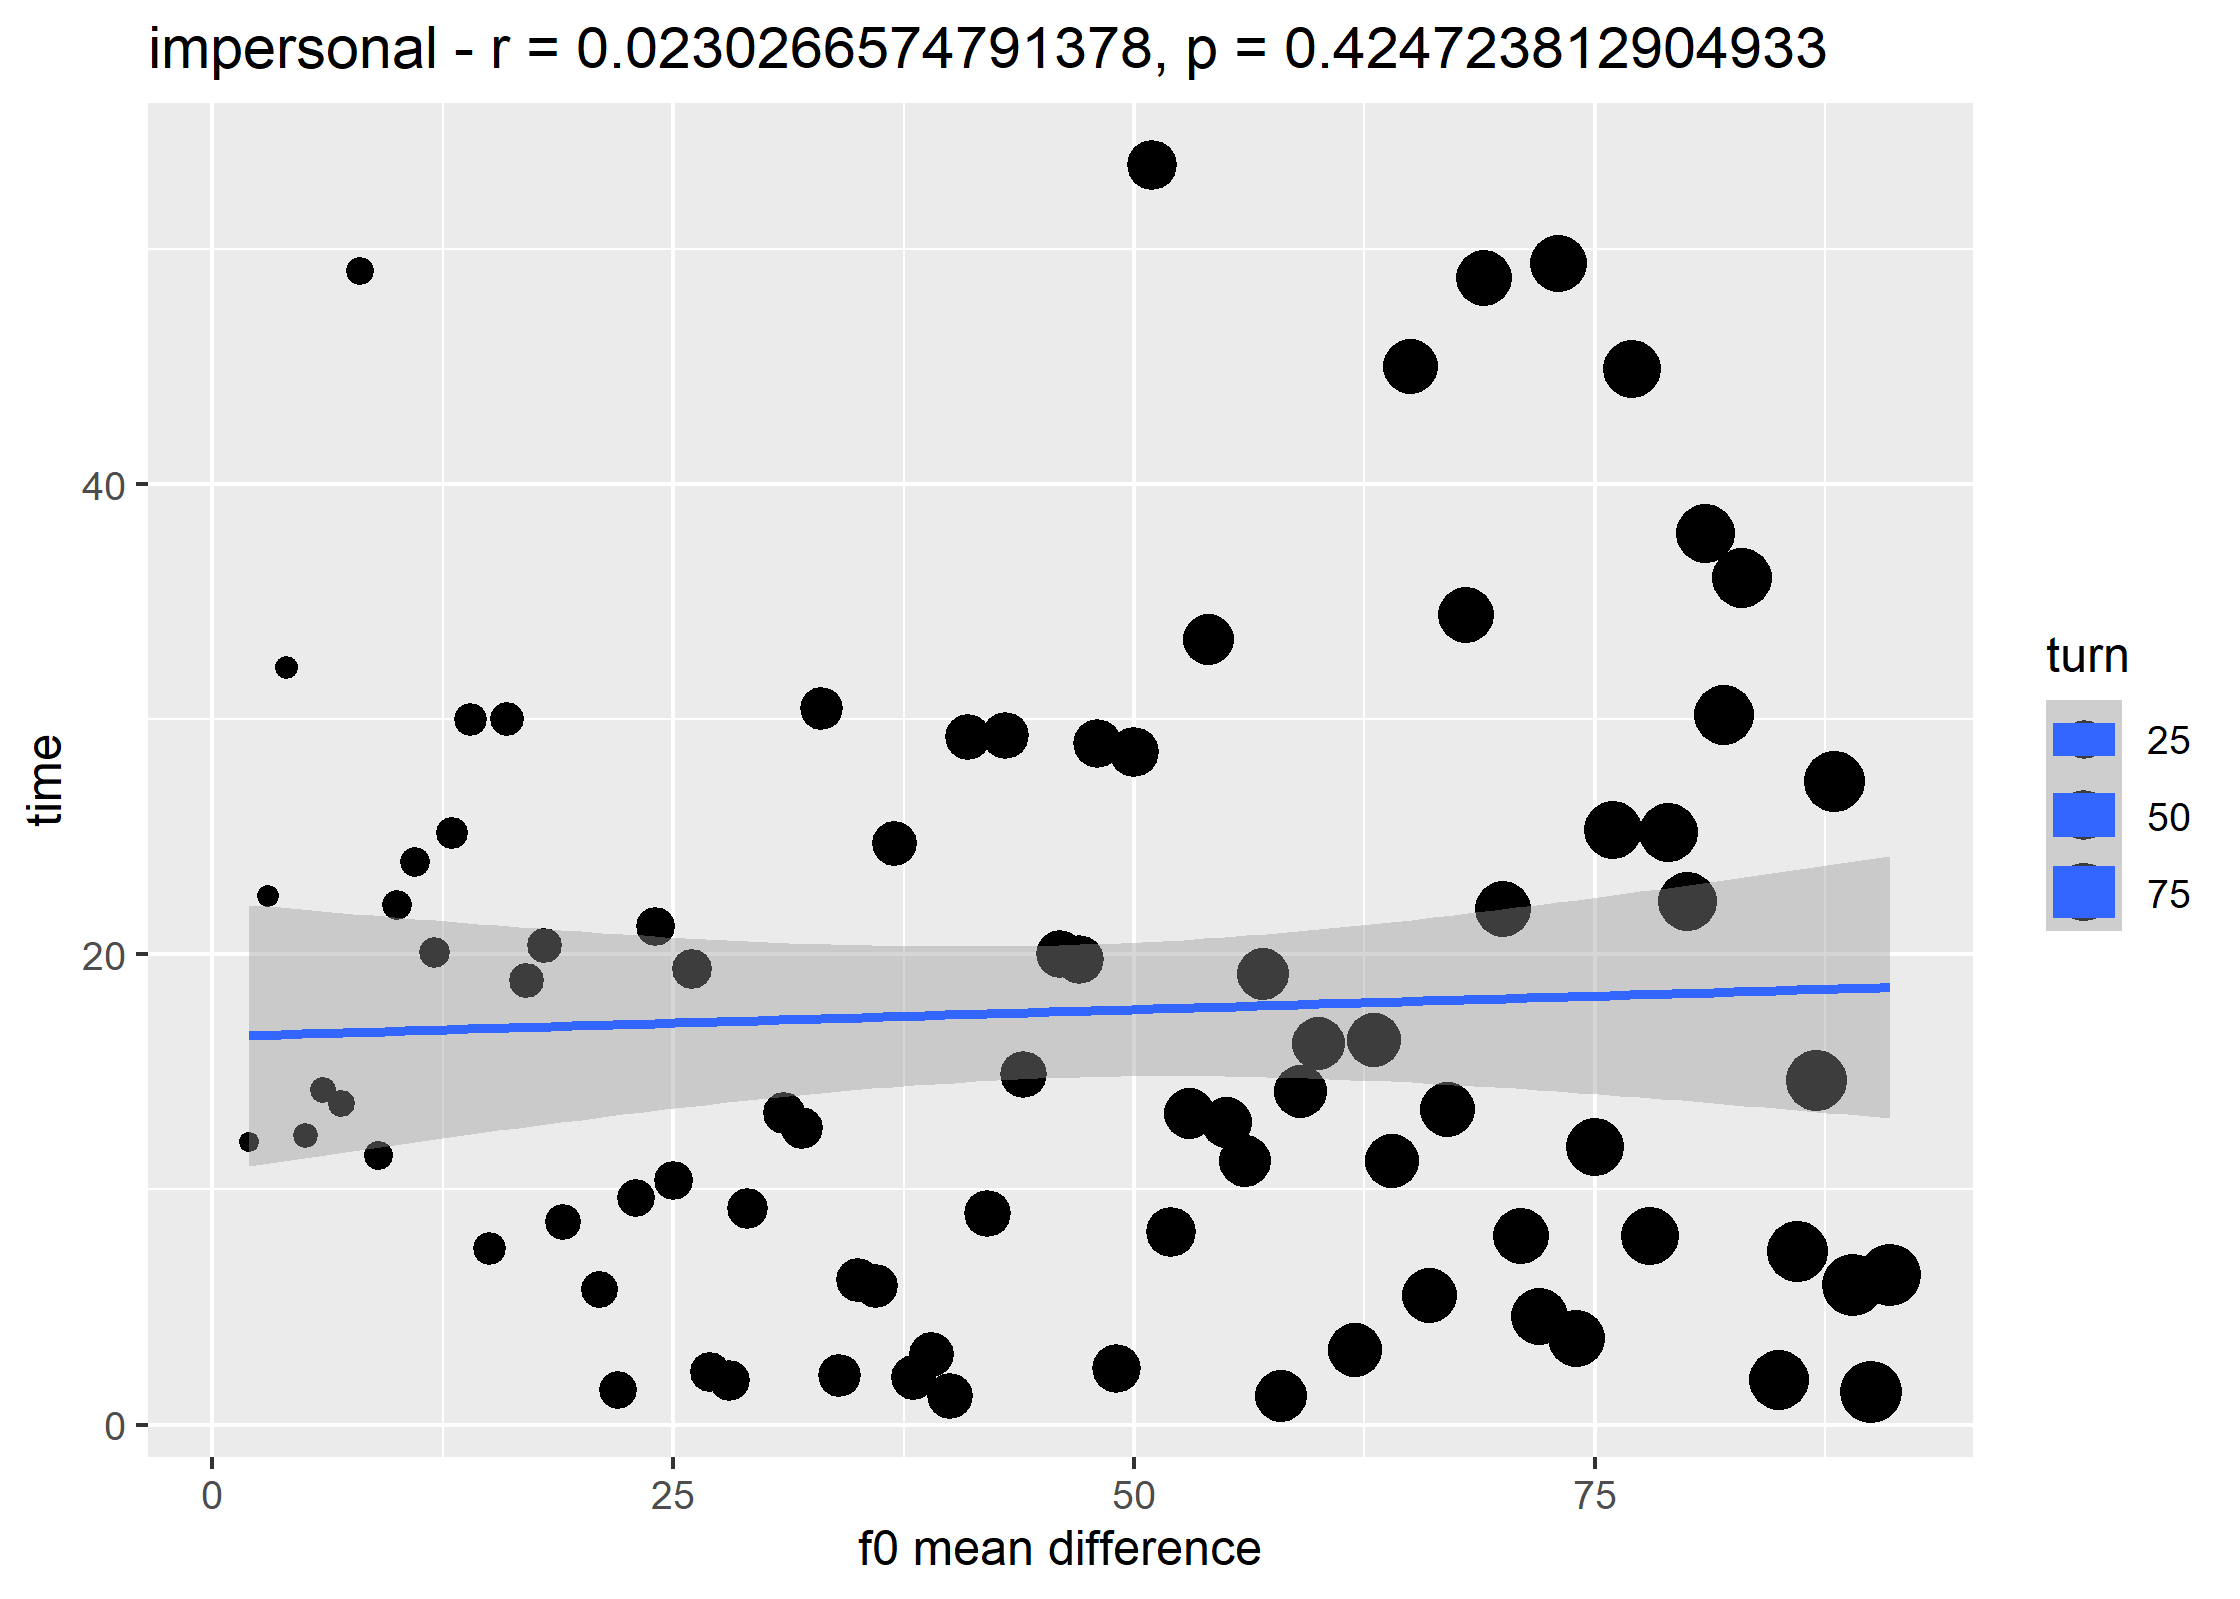 impersonal - r = 0.0230266574791378, p = 0.424723812904933
time
40
20
0
0 25 50 75
f0 mean difference
turn
25
50
75